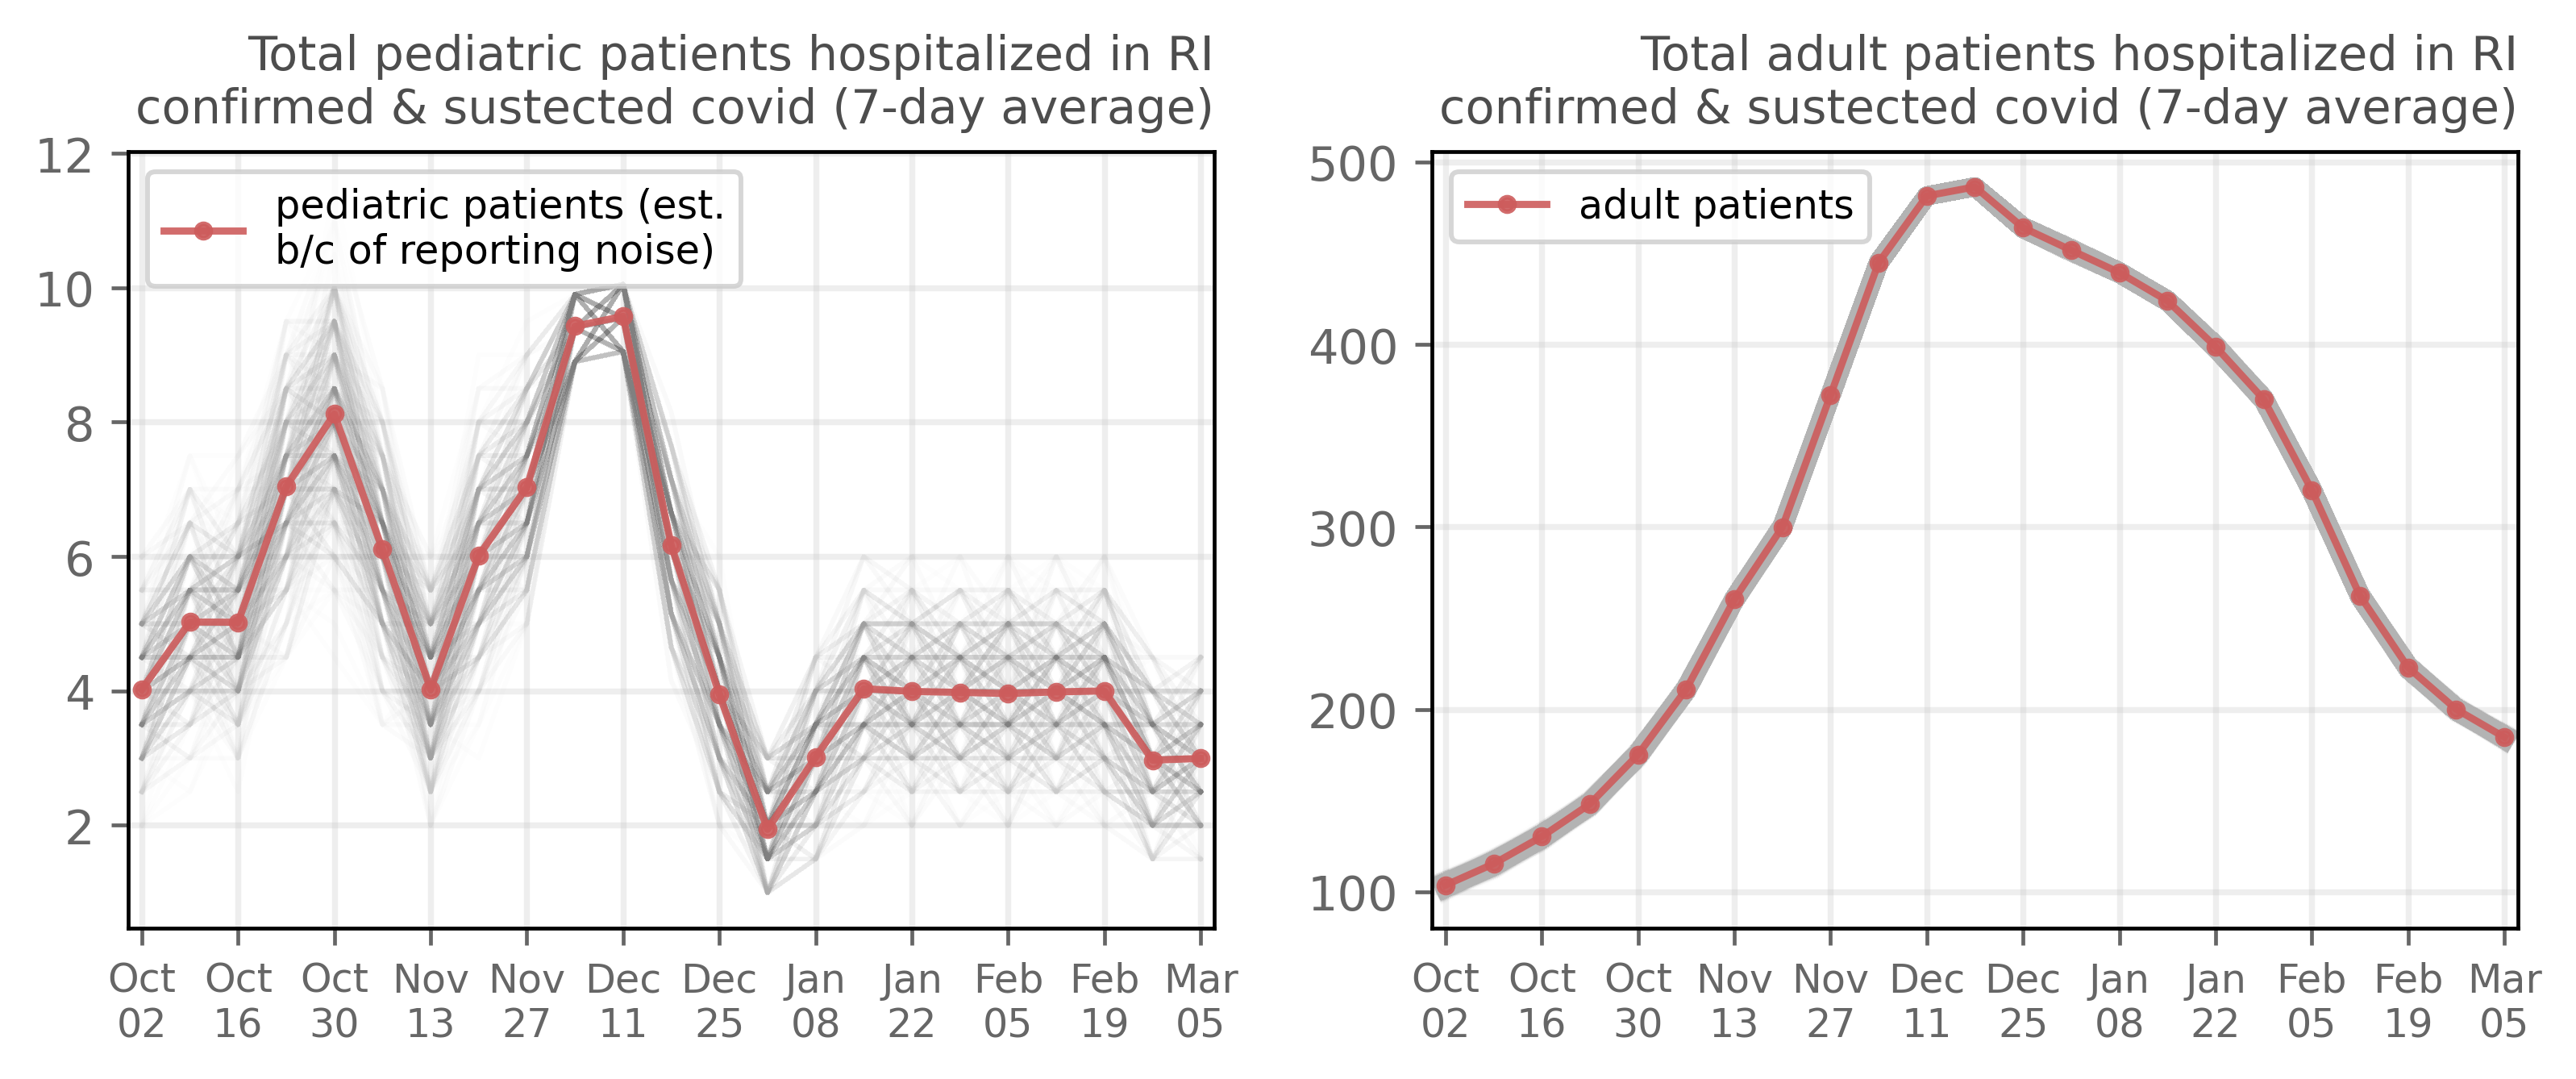 Total pediatric patients hospitalized in RI
confirmed & sustected covid (7-day average)
12
10
8
6
4
2
pediatric patients (est.
b/c of reporting noise)
Oct Oct Oct Nov Nov Dec Dec Jan Jan Feb Feb Mar
02 16 30 13 27 11 25 08 22 05 19 05
Total adult patients hospitalized in RI
confirmed & sustected covid (7-day average)
500
400
300
200
100
adult patients
Oct Oct Oct Nov Nov Dec Dec Jan Jan Feb Feb Mar
02 16 30 13 27 11 25 08 22 05 19 05